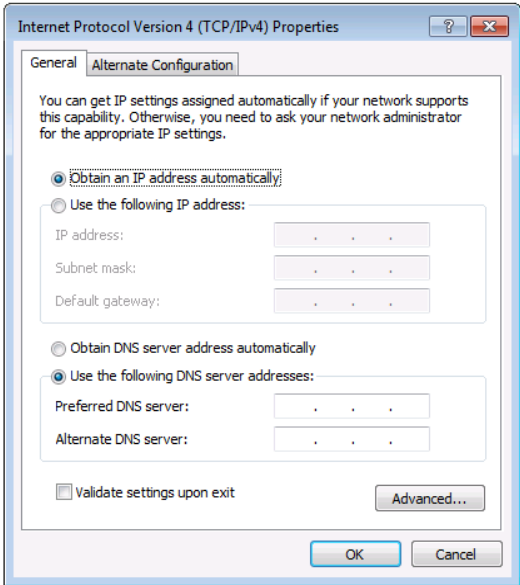 Internet Protocol Version 4 (TCP/IPv4) Properties
General
Alternate Configuration
You can get IP settings assigned automatically if your network supports
this capability. Otherwise, you need to ask your network administrator
for the appropriate IP settings.
Obtain an IP address automatically
Use the following IP address:
IP address:
Subnet mask:
Default gateway:
Obtain DNS server address automatically
Use the following DNS server addresses:
Preferred DNS server:
Alternate DNS server:
Validate settings upon exit
Advanced...
OK
Cancel